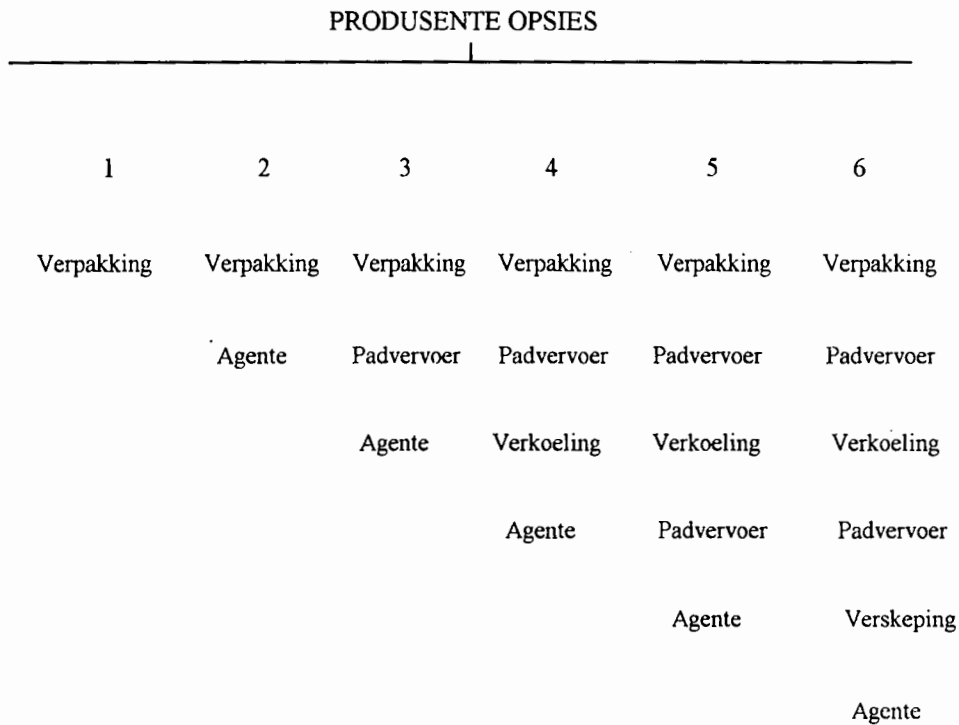 PRODUSENTE OPSIES
1 2 3 4 5 6
Verpakking Verpakking Verpakking Verpakking Verpakking Verpakking
Agente Padvervoer Padvervoer Padvervoer Padvervoer
Agente Verkoeling Verkoeling Verkoeling
Agente Padvervoer Padvervoer
Agente Verskeping
Agente